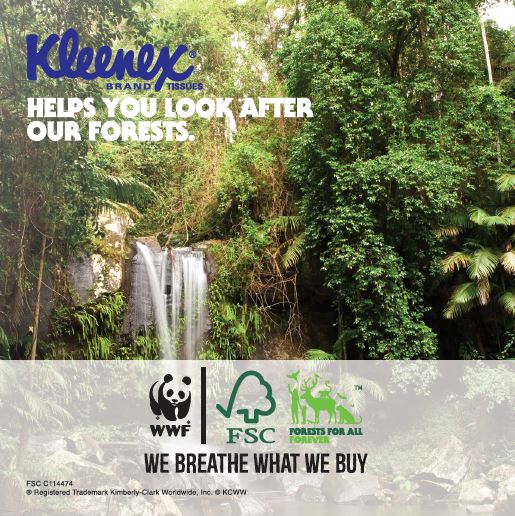 Kleenex®
BRAND TISSUES
HELPS YOU LOOK AFTER
OUR FORESTS.
WWF
FSC
™
FORESTS FOR ALL
FOREVER
WE BREATHE WHAT WE BUY
FSC C114474
® Registered Trademark Kimberly-Clark Worldwide, Inc. © KCWW